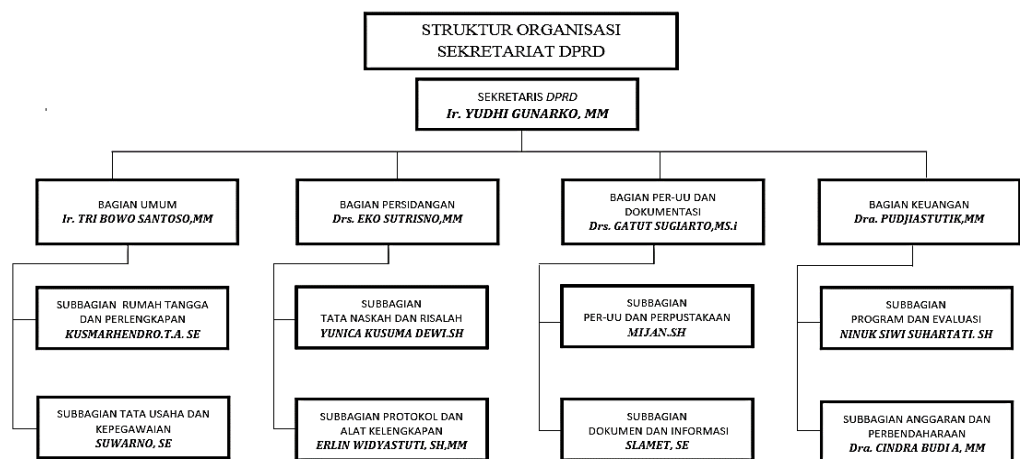 STRUKTUR ORGANISASI
SEKRETARIAT DPRD
SEKRETARIS DPRD
Ir. YUDHI GUNARKO, MM
BAGIAN UMUM
Ir. TRI BOWO SANTOSO,MM
BAGIAN PERSIDANGAN
Drs. EKO SUTRISNO,MM
BAGIAN PER-UU DAN
DOKUMENTASI
Drs. GATUT SUGIARTO,MS.i
BAGIAN KEUANGAN
Dra. PUDJIASTUTIK,MM
SUBBAGIAN RUMAH TANGGA
DAN PERLENGKAPAN
KUSMARHENDRO.T.A. SE
SUBBAGIAN
TATA NASKAH DAN RISALAH
YUNICA KUSUMA DEWI.SH
SUBBAGIAN
PER-UU DAN PERPUSTAKAAN
MIJAN.SH
SUBBAGIAN
PROGRAM DAN EVALUASI
NINUK SIWI SUHARTATI. SH
SUBBAGIAN TATA USAHA DAN
KEPEGAWAIAN
SUWARNO, SE
SUBBAGIAN PROTOKOL DAN
ALAT KELENGKAPAN
ERLIN WIDYASTUTI, SH,MM
SUBBAGIAN
DOKUMEN DAN INFORMASI
SLAMET, SE
SUBBAGIAN ANGGARAN DAN
PERBENDAHARAAN
Dra. CINDRA BUDI A, MM